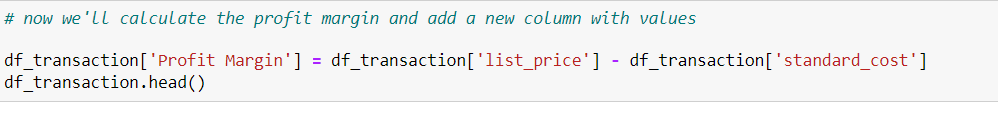 # now we'll calculate the profit margin and add a new column with values
df_transaction['Profit Margin'] = df_transaction['list_price'] - df_transaction['standard_cost']
df_transaction.head()